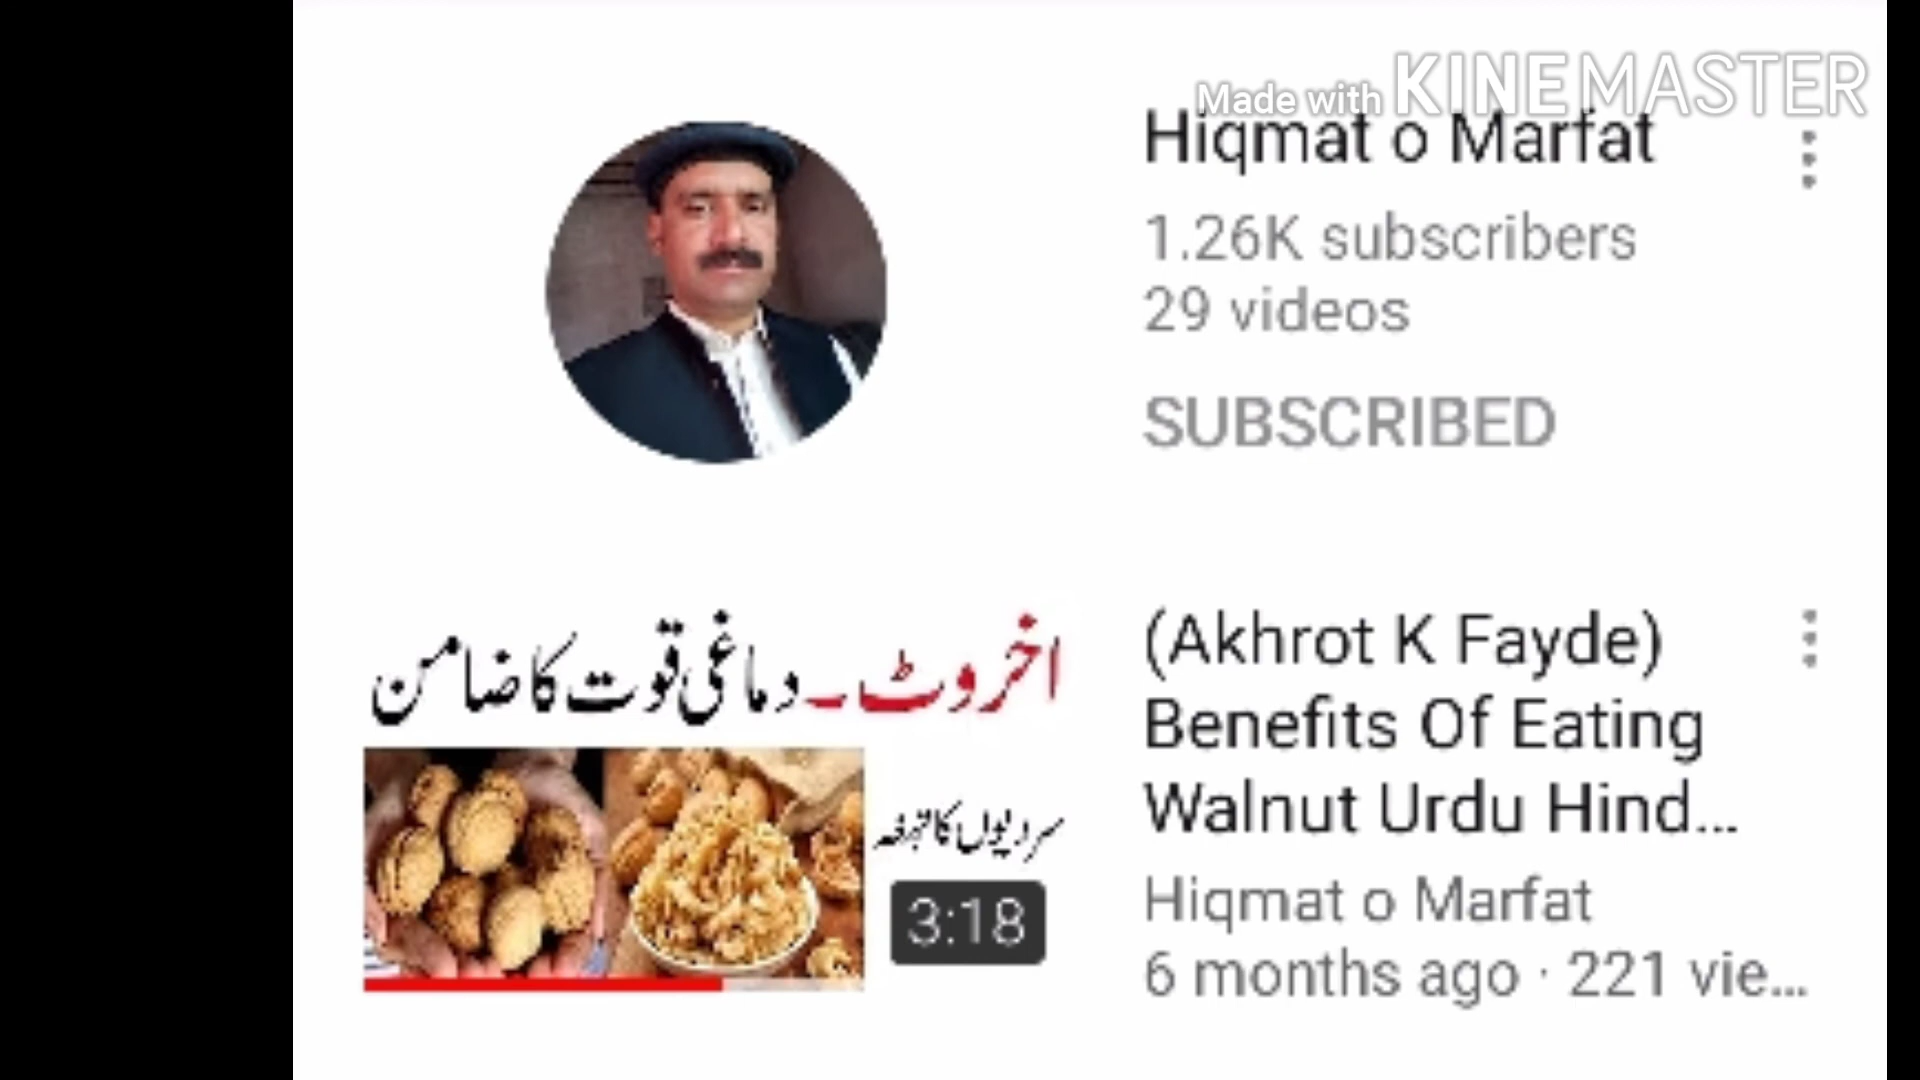 Made with KINEMASTER
Hiqmat o Marfat
1.26K subscribers
29 videos
SUBSCRIBED
اخروٹ۔دماغی قوت کا ضامن
سردیوں کا تہرفہ
3:18
(Akhrot K Fayde)
Benefits Of Eating
Walnut Urdu Hind...
Hiqmat o Marfat
6 months ago · 221 vie...